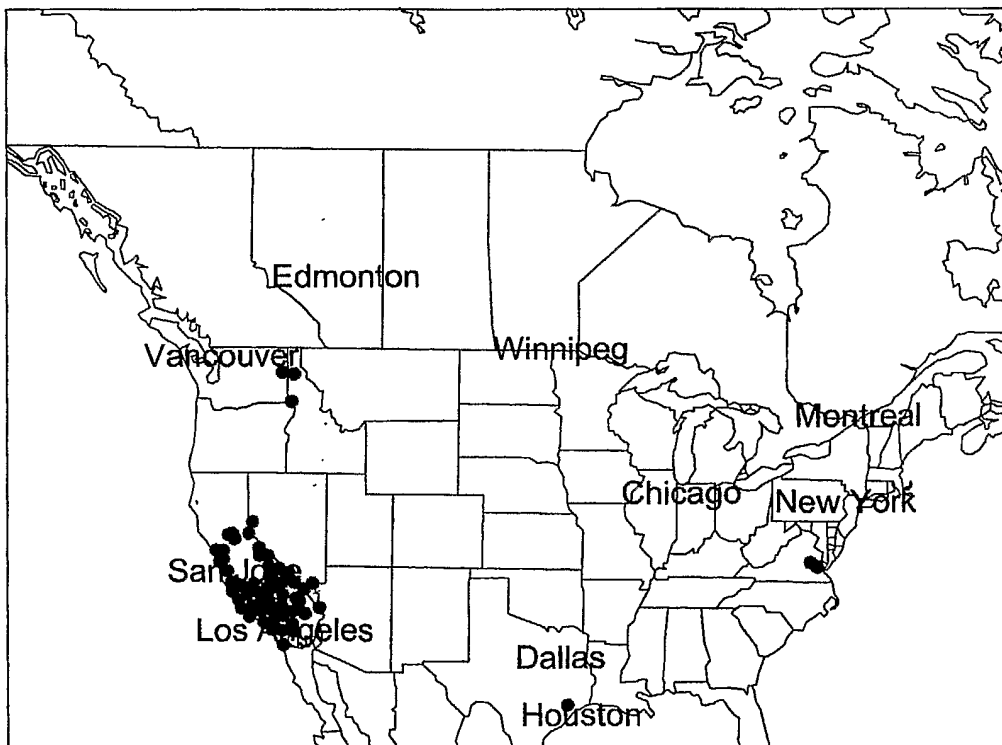 Edmonton
Vancouver
Winnipeg
Montreal
Chicago
New York
San Jose
Los Angeles
Dallas
Houston